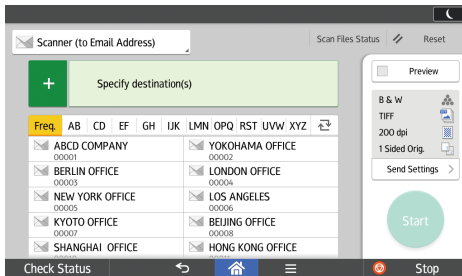 Scanner (to Email Address)
Scan Files Status
Reset
+ Specify destination(s)
Preview
Freq. AB CD EF GH IJK LMN OPQ RST UVW XYZ
ABCD COMPANY
00001
YOKOHAMA OFFICE
00002
BERLIN OFFICE
00003
LONDON OFFICE
00004
NEW YORK OFFICE
00005
LOS ANGELES
00006
KYOTO OFFICE
00007
BEIJING OFFICE
00008
SHANGHAI OFFICE
HONG KONG OFFICE
B & W
TIFF
200 dpi
1 Sided Orig.
Send Settings >
Start
Check Status
Stop